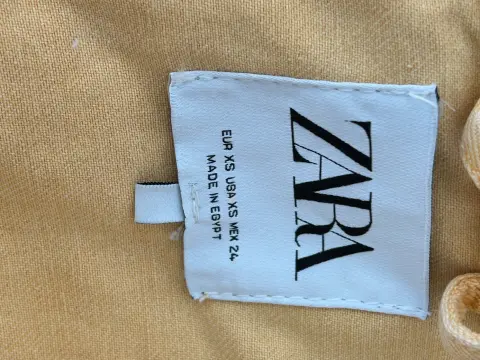 ZARA
EUR XS USA XS MEX 24
MADE IN EGYPT